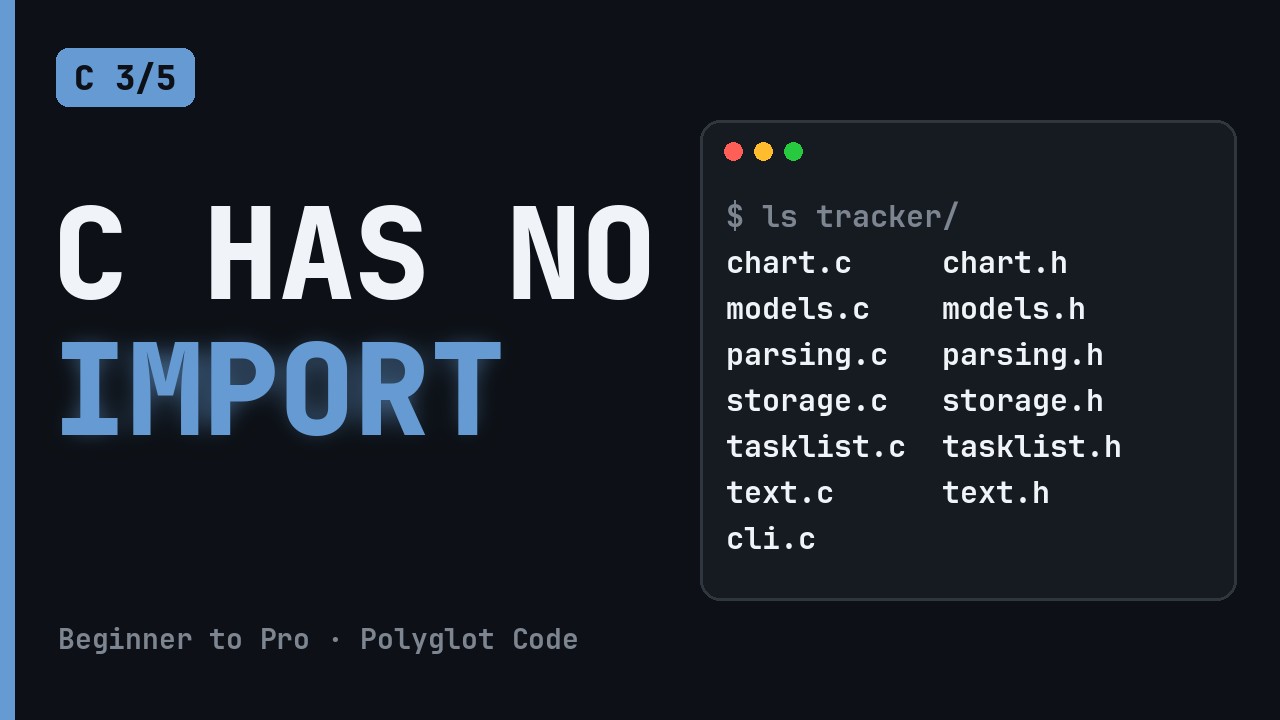 C 3/5
C HAS NO
IMPORT
$ ls tracker/
chart.c chart.h
models.c models.h
parsing.c parsing.h
storage.c storage.h
tasklist.c tasklist.h
text.c text.h
cli.c
Beginner to Pro · Polyglot Code